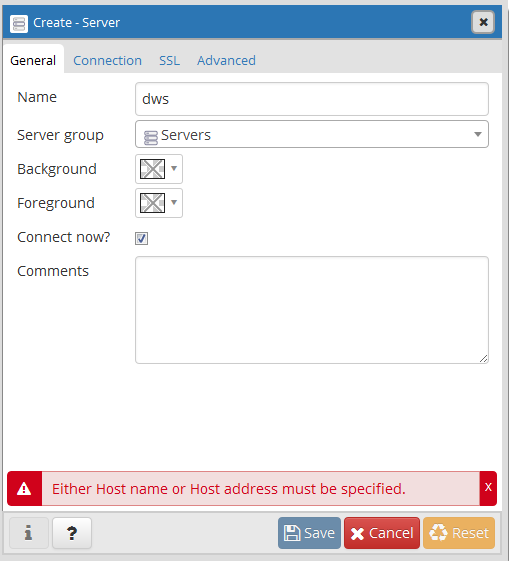 Create - Server
General Connection SSL Advanced
Name dws
Server group Servers
Background
Foreground
Connect now?
Comments
Either Host name or Host address must be specified. X
i ? Save Cancel Reset